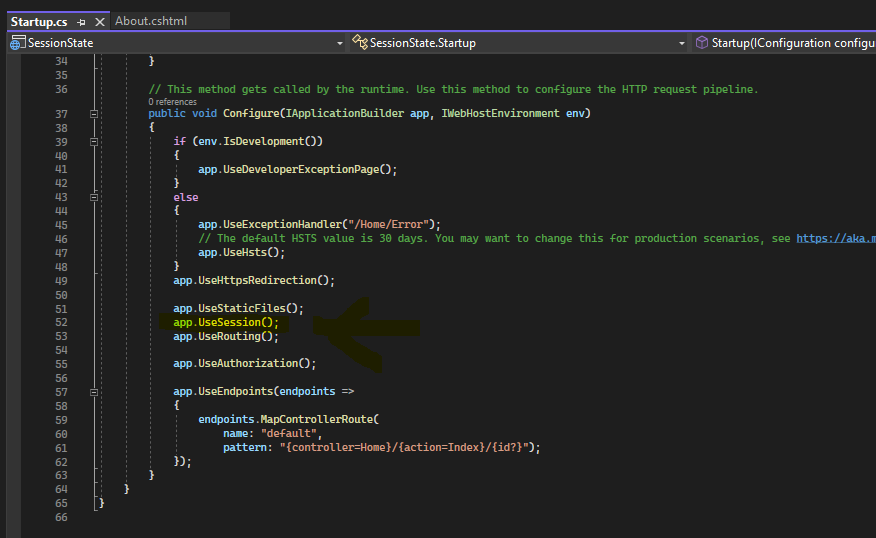 Startup.cs About.cshtml
SessionState SessionState.Startup Startup(IConfiguration configu
34 }
35
36 // This method gets called by the runtime. Use this method to configure the HTTP request pipeline.
0 references
37 public void Configure(IApplicationBuilder app, IWebHostEnvironment env)
38 {
39 if (env.IsDevelopment())
40 {
41 app.UseDeveloperExceptionPage();
42 }
43 else
44 {
45 app.UseExceptionHandler("/Home/Error");
46 // The default HSTS value is 30 days. You may want to change this for production scenarios, see https://aka.m
47 app.UseHsts();
48 }
49 app.UseHttpsRedirection();
50
51 app.UseStaticFiles();
52 app.UseSession();
53 app.UseRouting();
54
55 app.UseAuthorization();
56
57 app.UseEndpoints(endpoints =>
58 {
59 endpoints.MapControllerRoute(
60 name: "default",
61 pattern: "{controller=Home}/{action=Index}/{id?}");
62 });
63 }
64 }
65 }
66